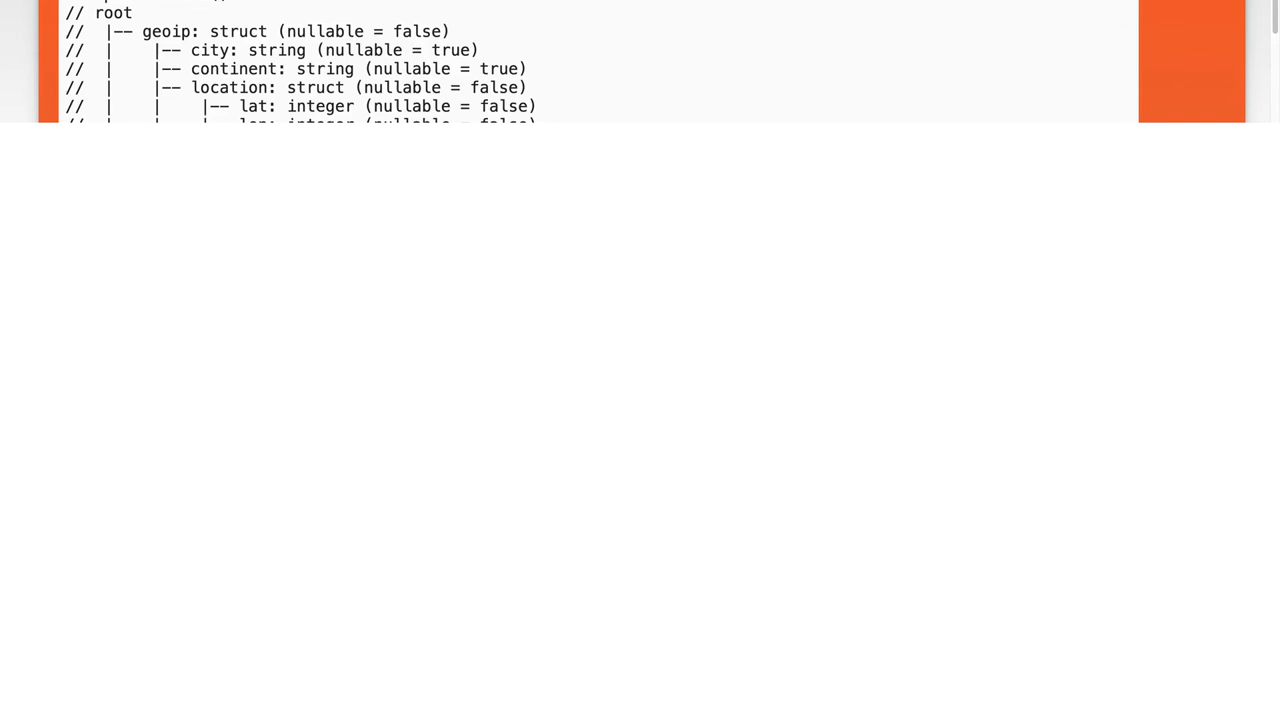 // root
//  |-- geoip: struct (nullable = false)
//  |    |-- city: string (nullable = true)
//  |    |-- continent: string (nullable = true)
//  |    |-- location: struct (nullable = false)
//  |    |    |-- lat: integer (nullable = false)